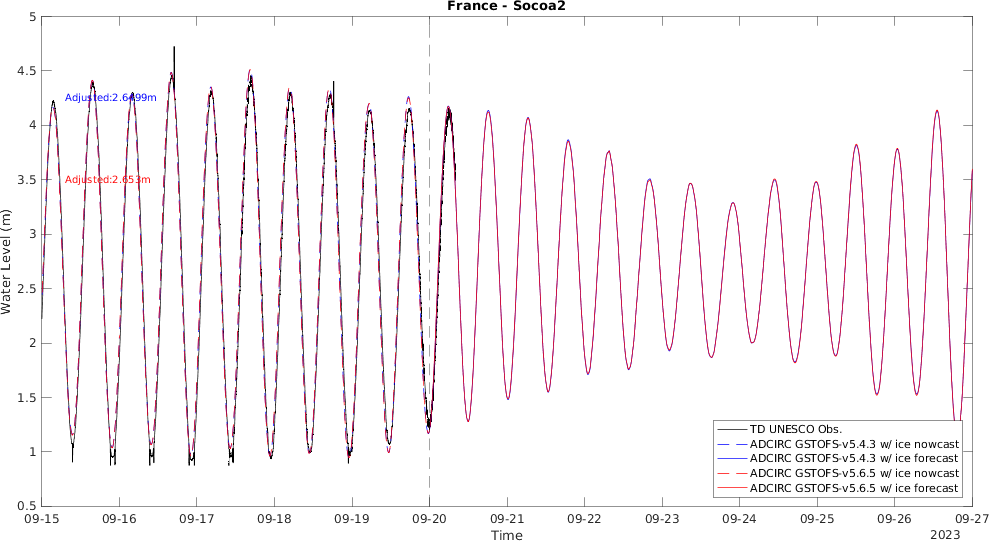 France - Socoa2
5
4.5
4
3.5
3
2.5
2
1.5
1
0.5
Water Level (m)
Adjusted:2.6499m
Adjusted:2.653m
TD UNESCO Obs.
ADCIRC GSTOFS-v5.4.3 w/ ice nowcast
ADCIRC GSTOFS-v5.4.3 w/ ice forecast
ADCIRC GSTOFS-v5.6.5 w/ ice nowcast
ADCIRC GSTOFS-v5.6.5 w/ ice forecast
09-15 09-16 09-17 09-18 09-19 09-20 09-21 09-22 09-23 09-24 09-25 09-26 09-27
Time
2023